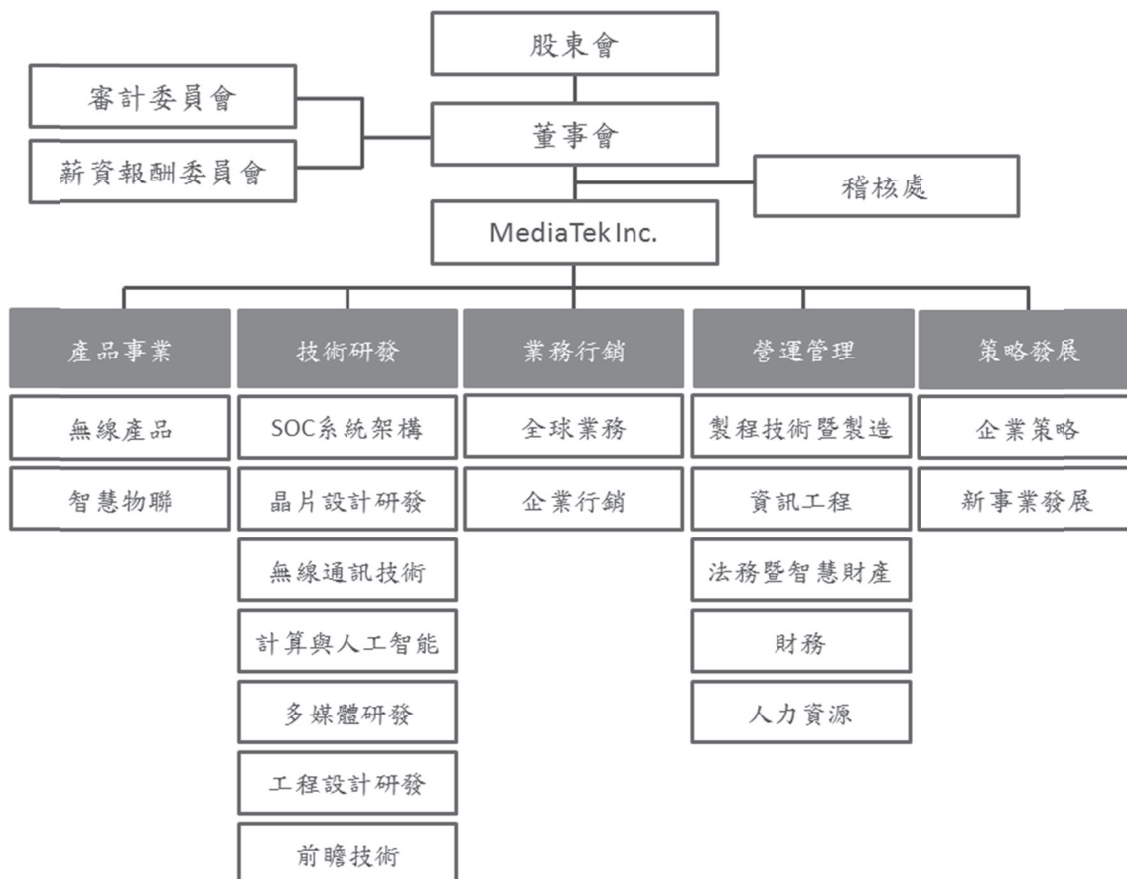 股東會
審計委員會
董事會
薪資報酬委員會
稽核處
MediaTek Inc.
產品事業
技術研發
業務行銷
營運管理
策略發展
無線產品
SOC系統架構
全球業務
製程技術暨製造
企業策略
智慧物聯
晶片設計研發
企業行銷
資訊工程
新事業發展
無線通訊技術
法務暨智慧財產
計算與人工智能
財務
多媒體研發
人力資源
工程設計研發
前瞻技術